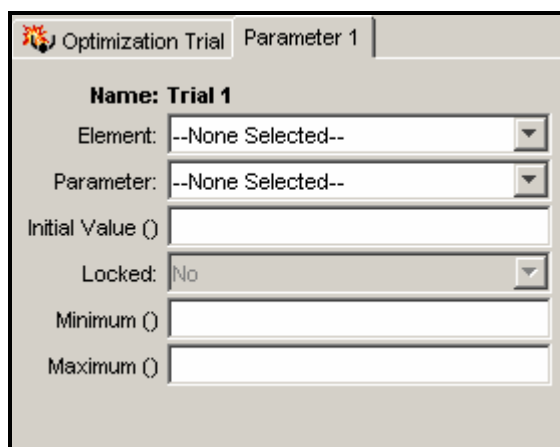 Optimization Trial Parameter 1
Name: Trial 1
Element: --None Selected--
Parameter: --None Selected--
Initial Value ()
Locked: No
Minimum ()
Maximum ()